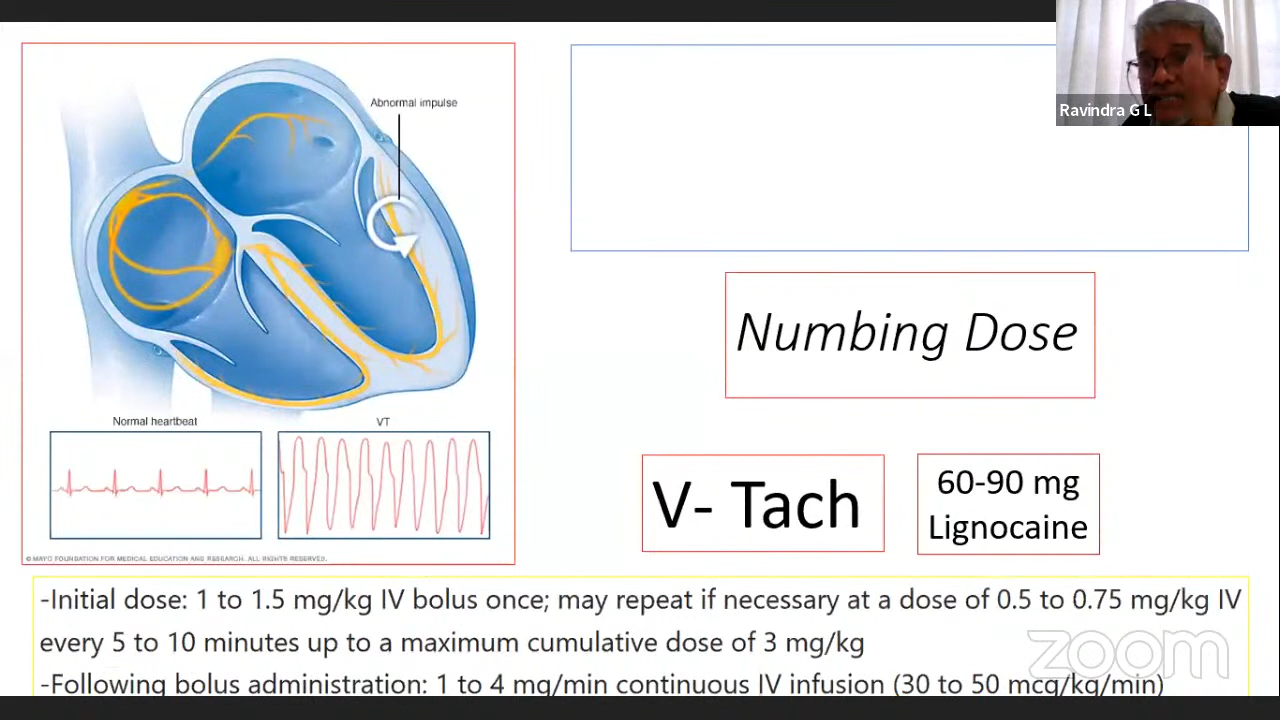 Ravindra G L
Abnormal impulse
Numbing Dose
Normal heartbeat
VT
V- Tach
60-90 mg
Lignocaine
© MAYO FOUNDATION FOR MEDICAL EDUCATION AND RESEARCH. ALL RIGHTS RESERVED.
-Initial dose: 1 to 1.5 mg/kg IV bolus once; may repeat if necessary at a dose of 0.5 to 0.75 mg/kg IV
every 5 to 10 minutes up to a maximum cumulative dose of 3 mg/kg
-Following bolus administration: 1 to 4 mg/min continuous IV infusion (30 to 50 mcg/kg/min)
zoom